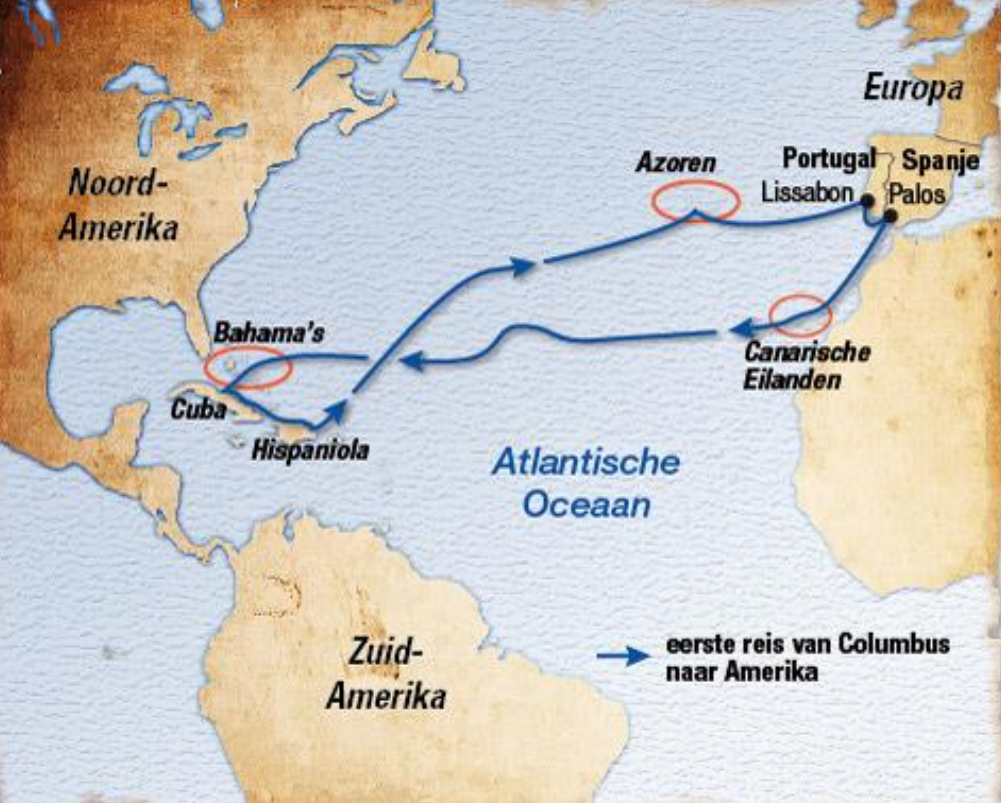 Europa
Azoren
Portugal
Spanje
Lissabon
Palos
Noord-
Amerika
Bahama's
Canarische
Eilanden
Cuba
Hispaniola
Atlantische
Oceaan
Zuid-
Amerika
eerste reis van Columbus
naar Amerika